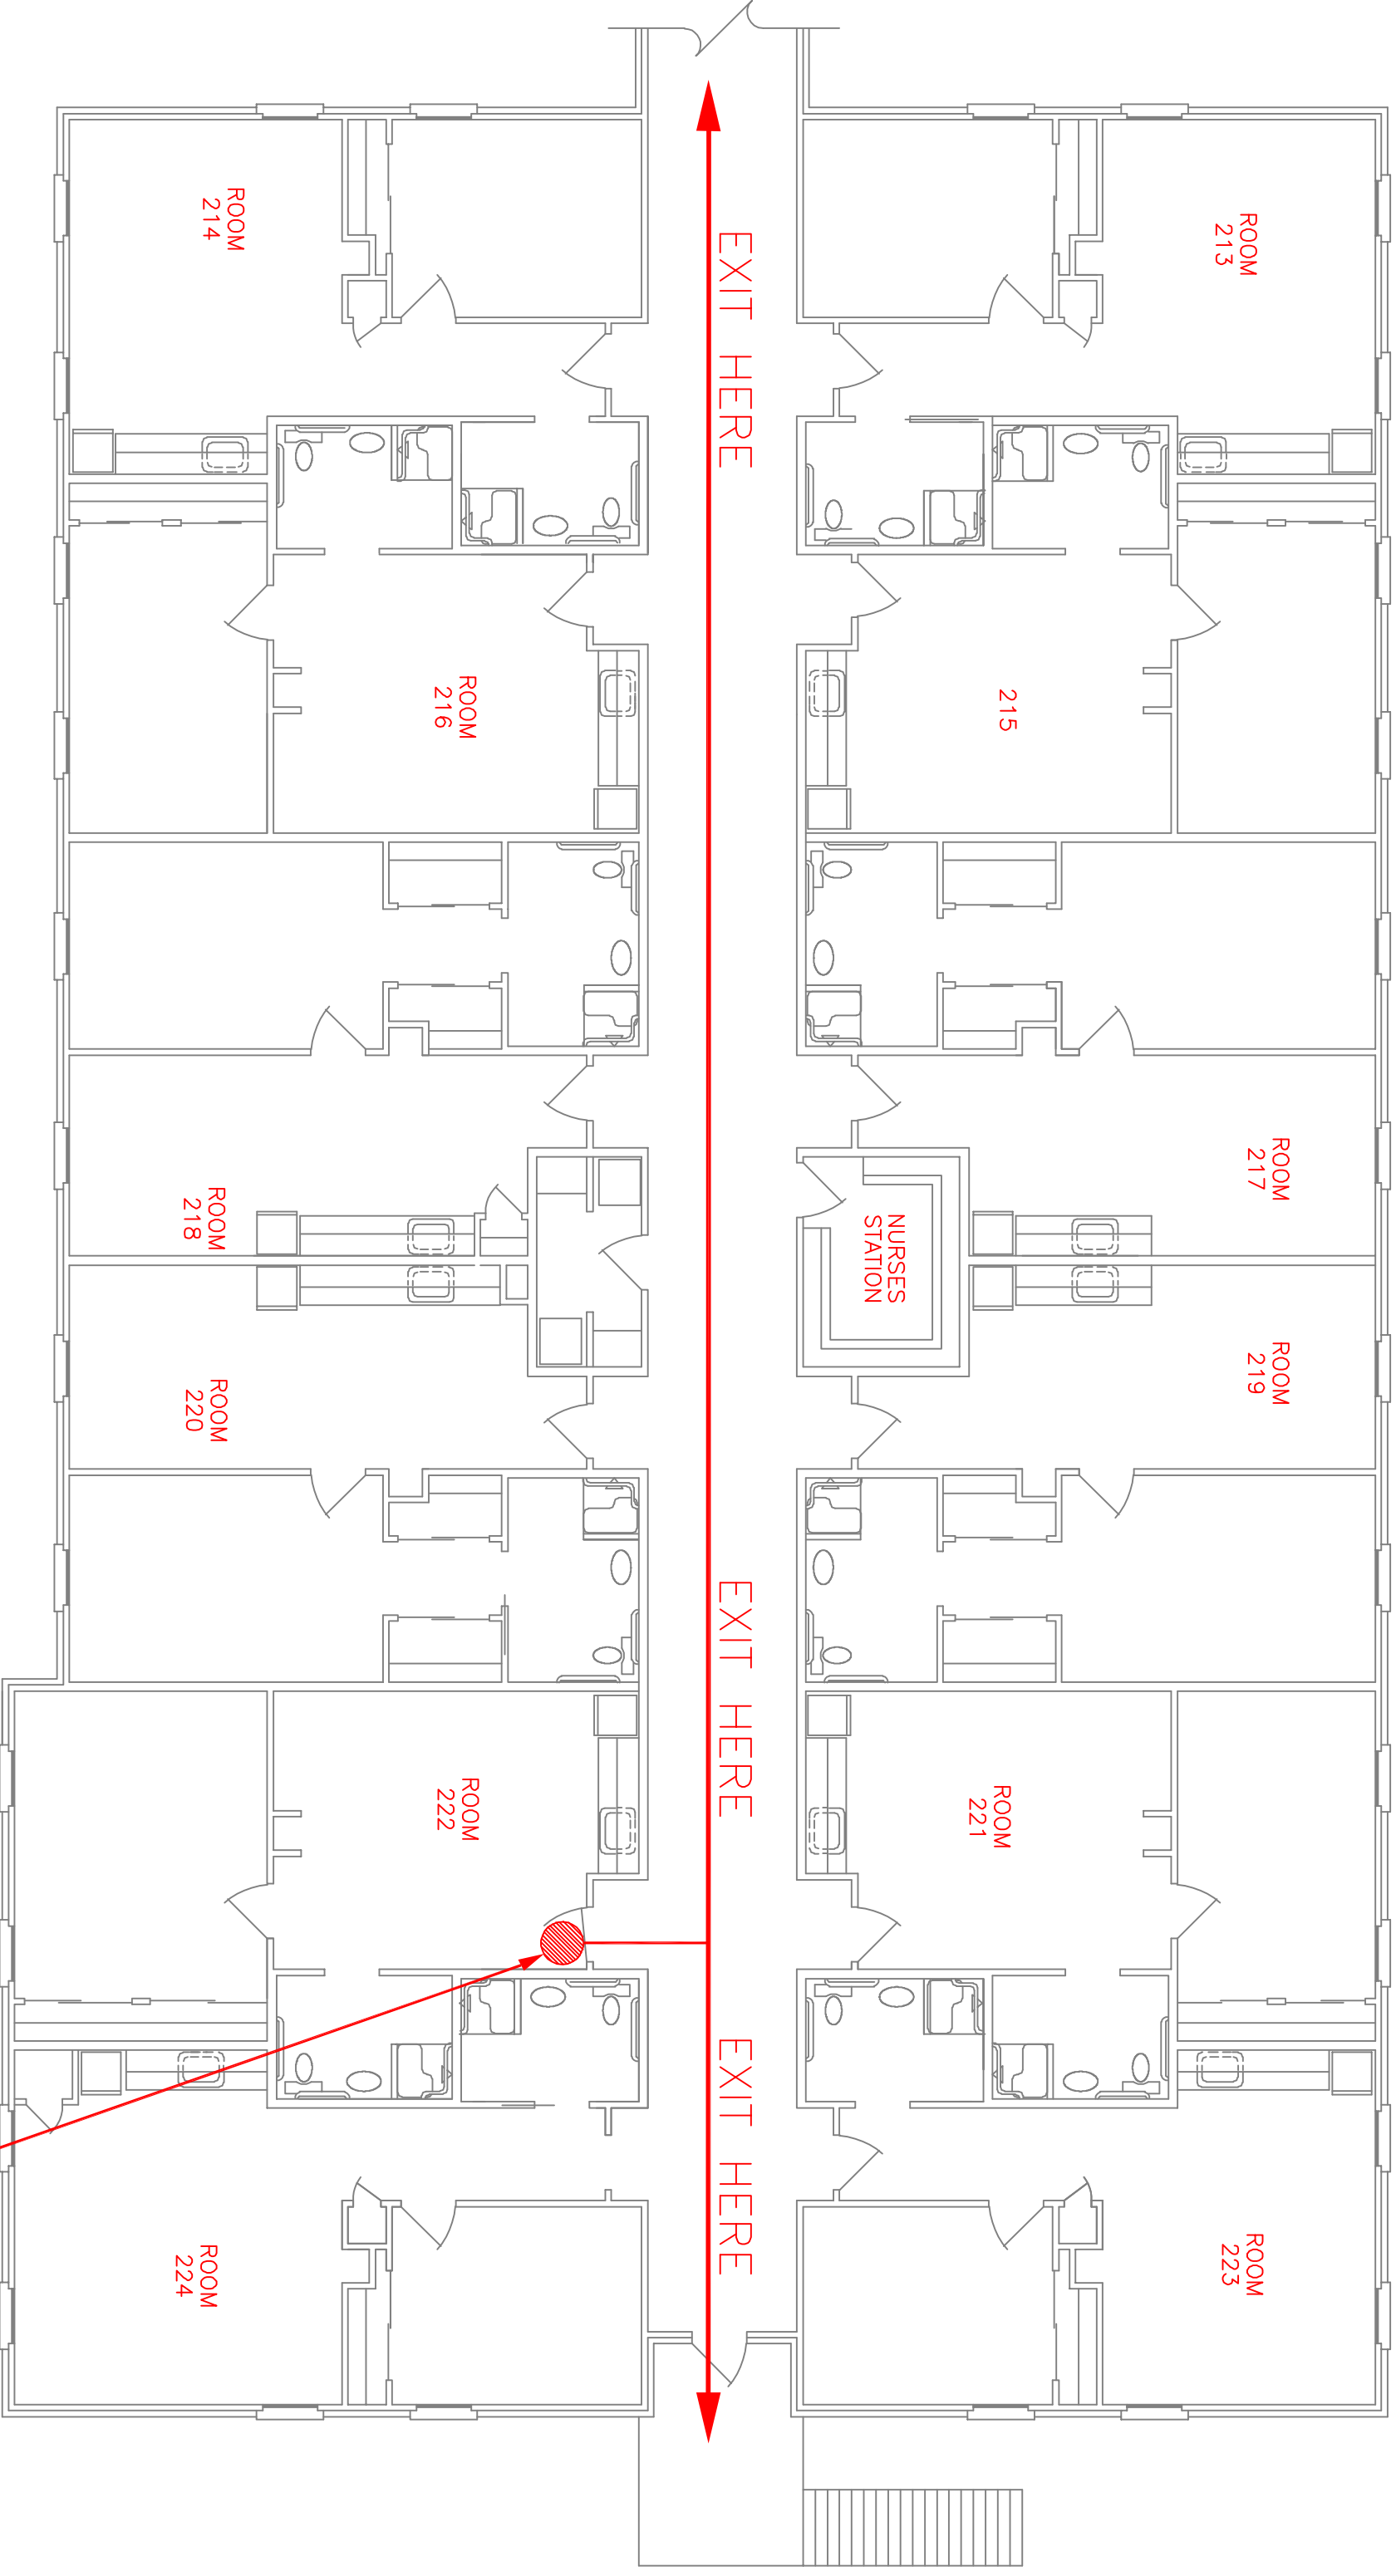 ROOM
213
ROOM
214
EXIT HERE
215
ROOM
216
ROOM
217
ROOM
218
NURSES
STATION
ROOM
219
ROOM
220
EXIT HERE
ROOM
221
ROOM
222
EXIT HERE
ROOM
223
ROOM
224